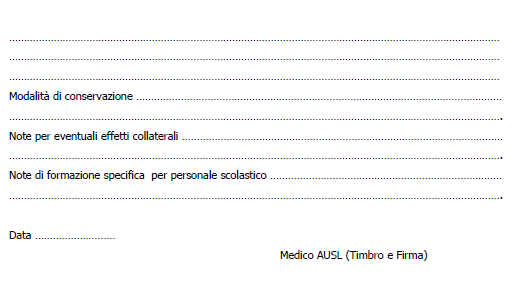 ........................................................................................................................................................................
........................................................................................................................................................................
........................................................................................................................................................................
Modalità di conservazione ..............................................................................................................................
.........................................................................................................................................................................
Note per eventuali effetti collaterali ..............................................................................................................
.........................................................................................................................................................................
Note di formazione specifica per personale scolastico ................................................................................
.........................................................................................................................................................................
Data ...........................
Medico AUSL (Timbro e Firma)